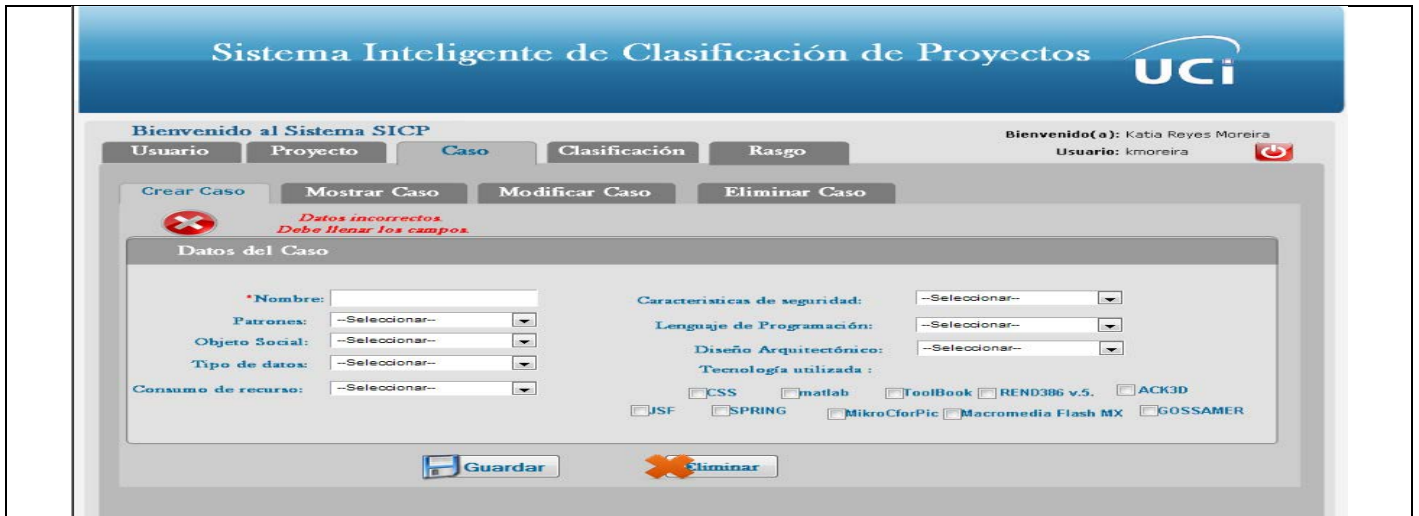 Sistema Inteligente de Clasificación de Proyectos
UCi
Bienvenido al Sistema SICP
Bienvenido(a): Katia Reyes Moreira
Usuario: kmoreira
Usuario Proyecto Caso Clasificación Rasgo
Crear Caso Mostrar Caso Modificar Caso Eliminar Caso
Datos incorrectos.
Debe llenar los campos.
Datos del Caso
*Nombre:
Patrones: --Seleccionar--
Objeto Social: --Seleccionar--
Tipo de datos: --Seleccionar--
Consumo de recurso: --Seleccionar--
Caracteristicas de seguridad: --Seleccionar--
Lenguaje de Programación: --Seleccionar--
Diseño Arquitectónico: --Seleccionar--
Tecnología utilizada :
CSS matlab ToolBook REND386 v.5. ACK3D
JSF SPRING MikroCforPic Macromedia Flash MX GOSSAMER
Guardar Eliminar